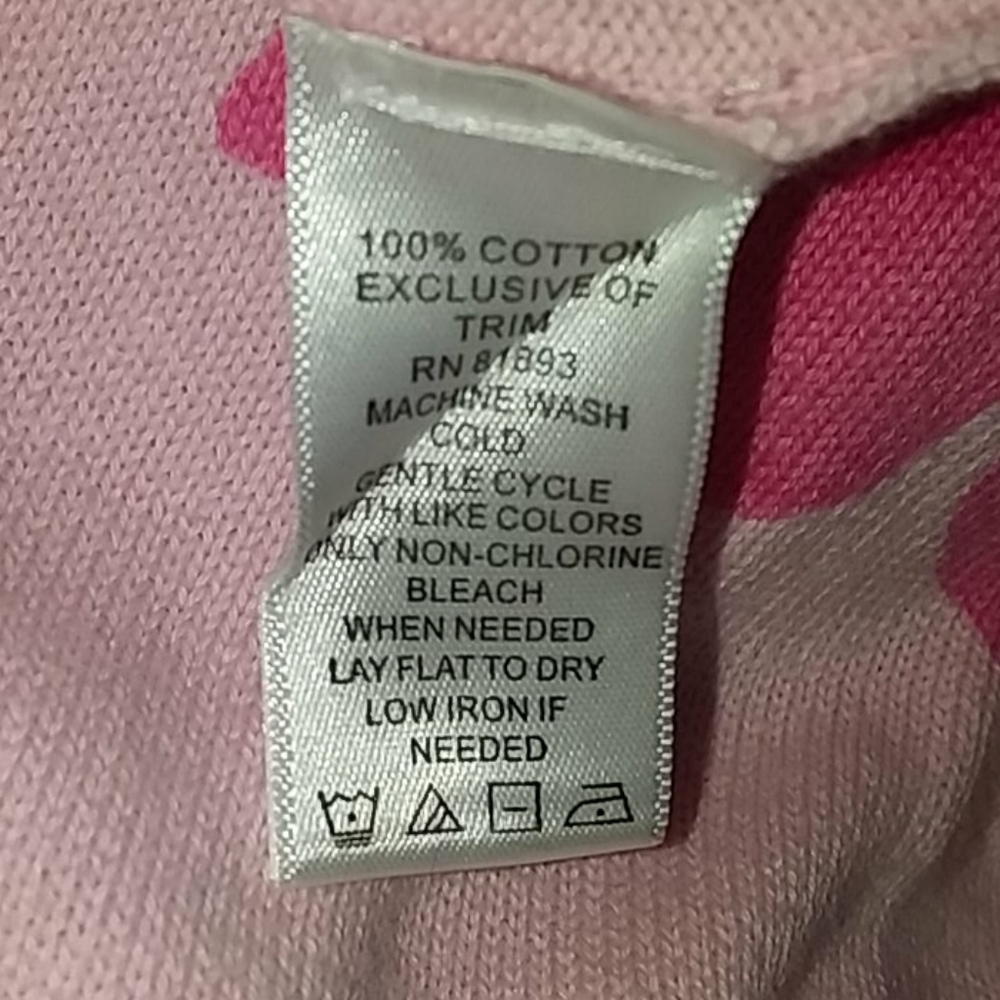 100% COTTON
EXCLUSIVE OF
TRIM
RN 81893
MACHINE WASH
COLD
GENTLE CYCLE
WITH LIKE COLORS
ONLY NON-CHLORINE
BLEACH
WHEN NEEDED
LAY FLAT TO DRY
LOW IRON IF
NEEDED